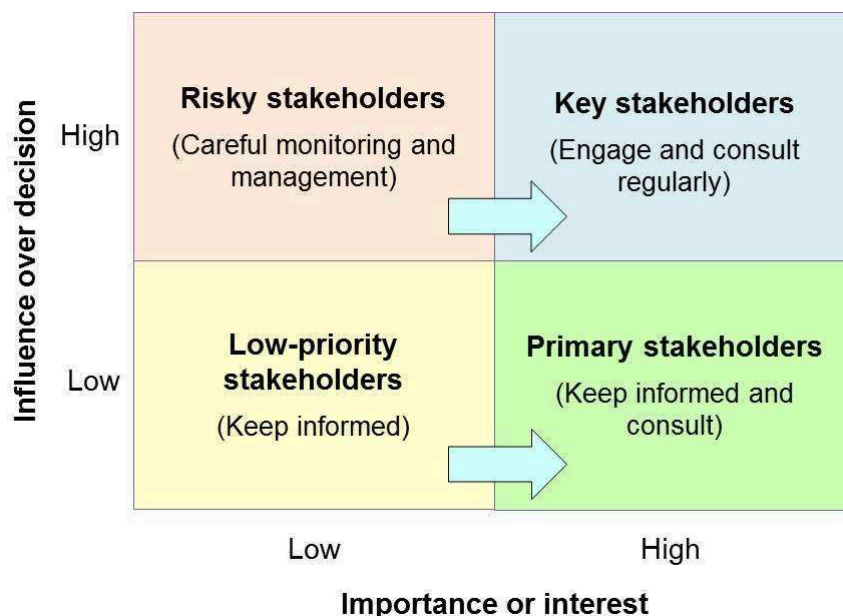 Influence over decision
High
Risky stakeholders
(Careful monitoring and
management)
Key stakeholders
(Engage and consult
regularly)
Low
Low-priority
stakeholders
(Keep informed)
Primary stakeholders
(Keep informed and
consult)
Low
High
Importance or interest